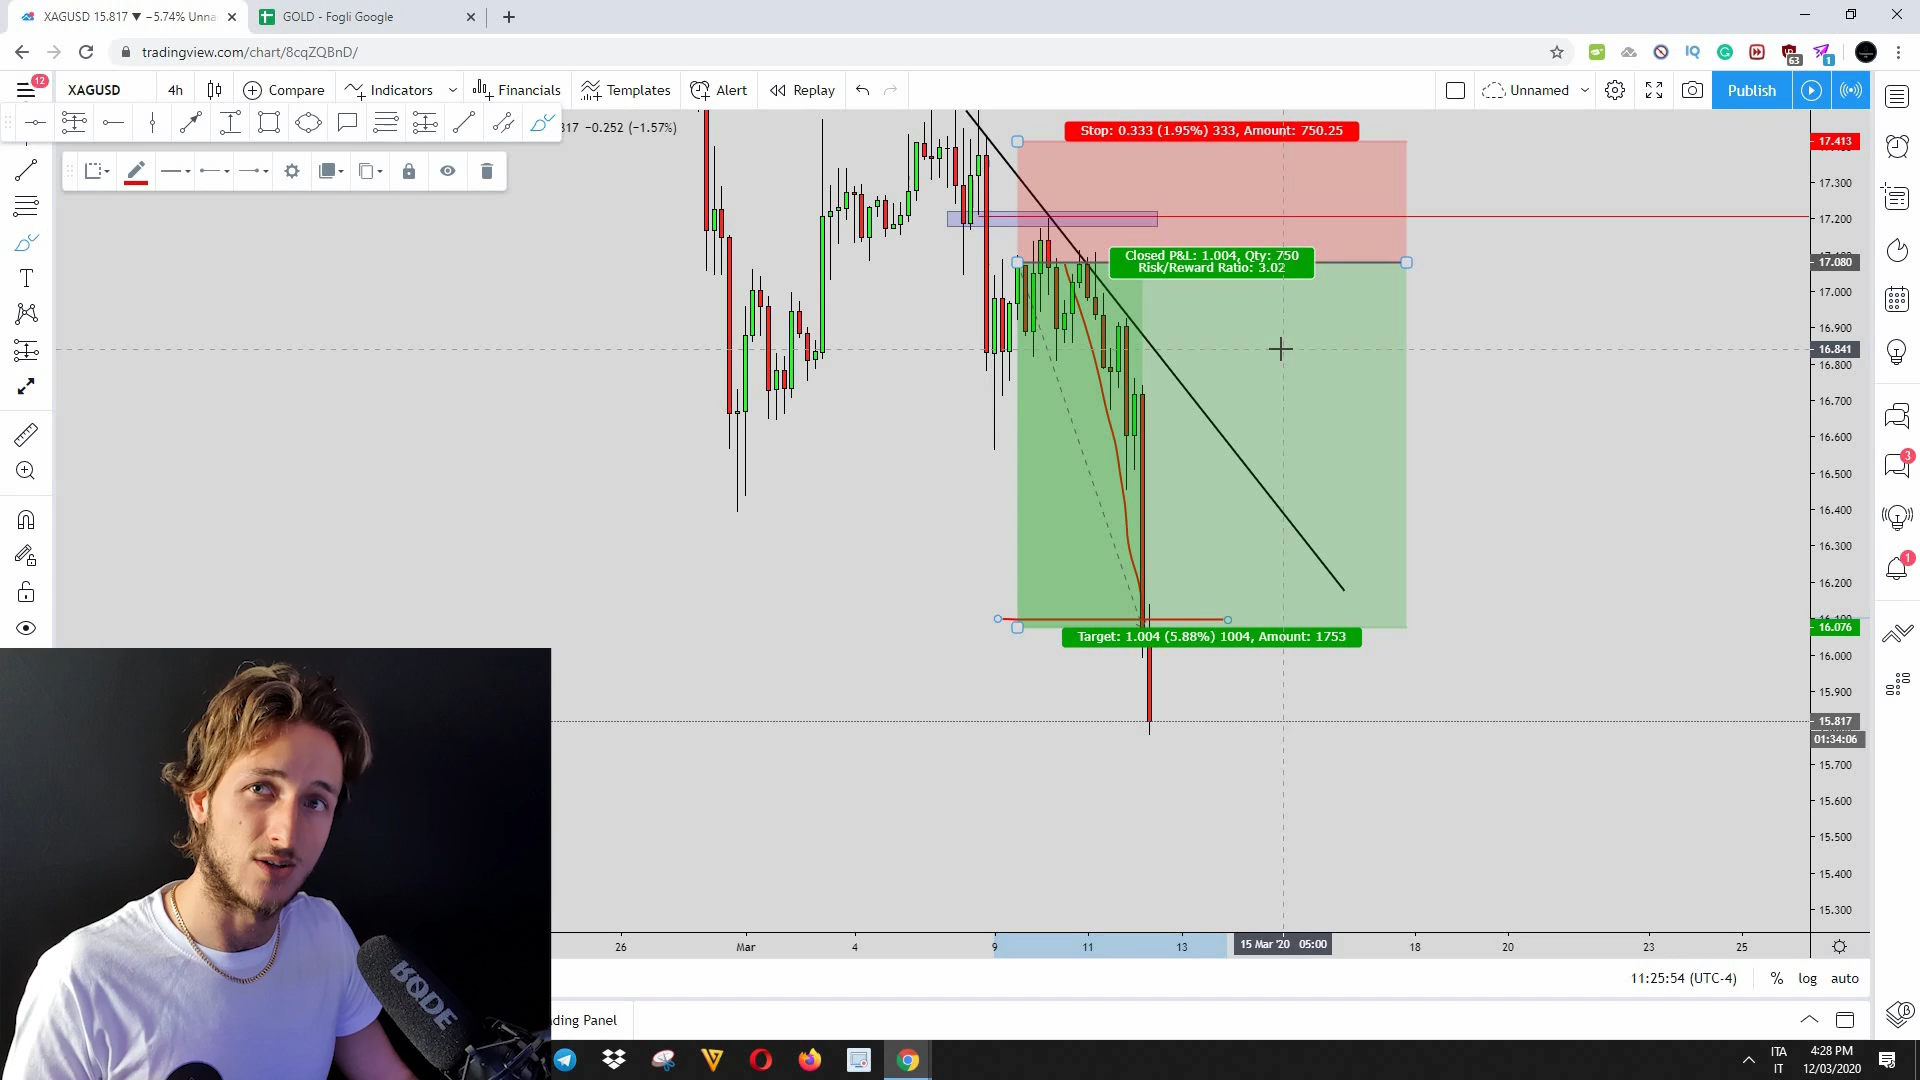 XAGUSD 15.817 ▼ −5.74% Unna
GOLD - Fogli Google
tradingview.com/chart/8cqZQBnD/
IQ
63
1
12
XAGUSD
4h
Compare
Indicators
Financials
Templates
Alert
Replay
Unnamed
Publish
317 −0.252 (−1.57%)
Stop: 0.333 (1.95%) 333, Amount: 750.25
Closed P&L: 1.004, Qty: 750
Risk/Reward Ratio: 3.02
Target: 1.004 (5.88%) 1004, Amount: 1753
17.413
17.300
17.200
17.080
17.000
16.900
16.841
16.800
16.700
16.600
16.500
16.400
16.300
16.200
16.076
16.000
15.900
15.817
01:34:06
15.700
15.600
15.500
15.400
15.300
3
1
26
Mar
4
9
11
13
15 Mar '20 05:00
18
20
23
25
11:25:54 (UTC-4)
%
log
auto
ding Panel
RODE
ITA
IT
4:28 PM
12/03/2020